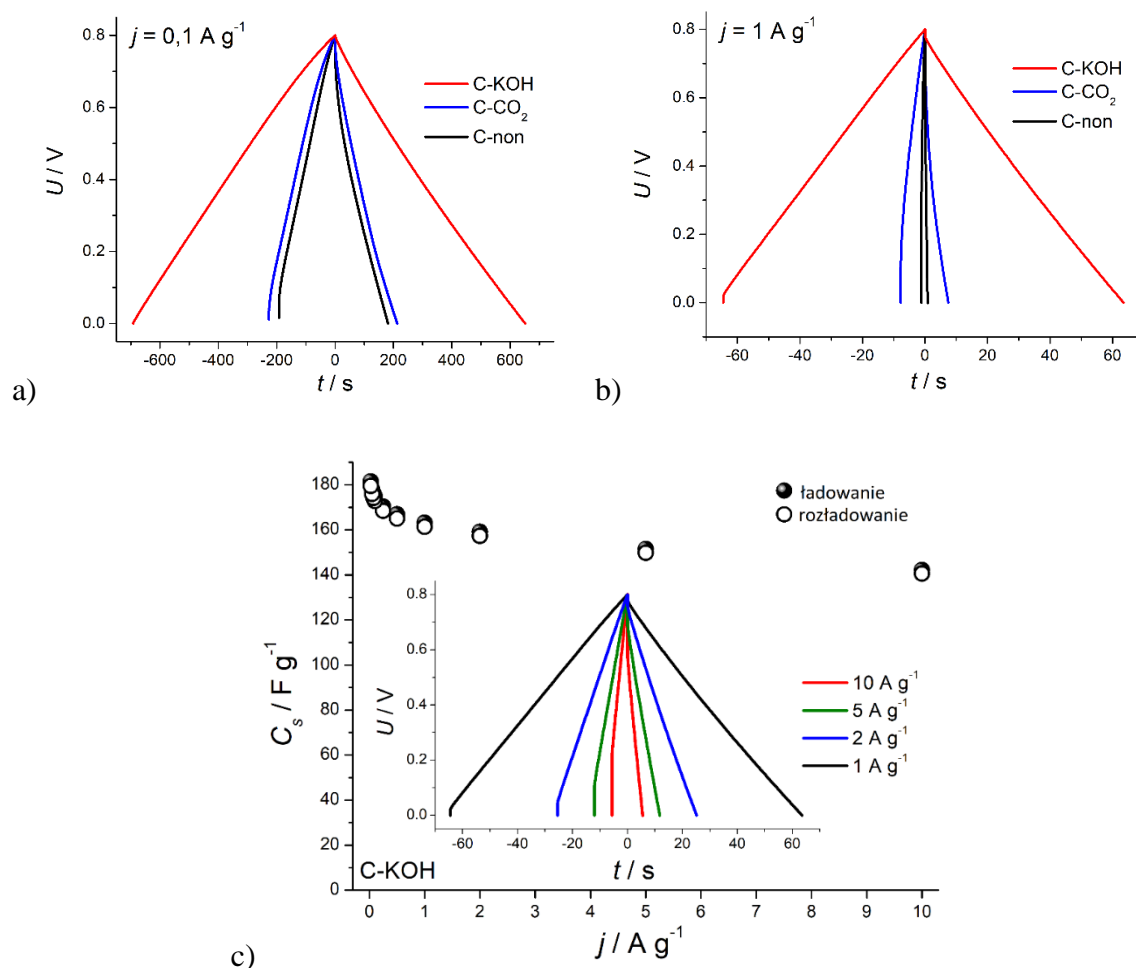 j = 0,1 A g⁻¹
C-KOH
C-CO₂
C-non
U / V
0.8
0.6
0.4
0.2
0.0
-600 -400 -200 0 200 400 600
t / s
a)
j = 1 A g⁻¹
C-KOH
C-CO₂
C-non
U / V
0.8
0.6
0.4
0.2
0.0
-60 -40 -20 0 20 40 60
t / s
b)
ładowanie
rozładowanie
Cₛ / F g⁻¹
180
160
140
120
100
80
60
40
20
0
U / V
0.8
0.6
0.4
0.2
0.0
10 A g⁻¹
5 A g⁻¹
2 A g⁻¹
1 A g⁻¹
-60 -40 -20 0 20 40 60
t / s
C-KOH
0 1 2 3 4 5 6 7 8 9 10
j / A g⁻¹
c)